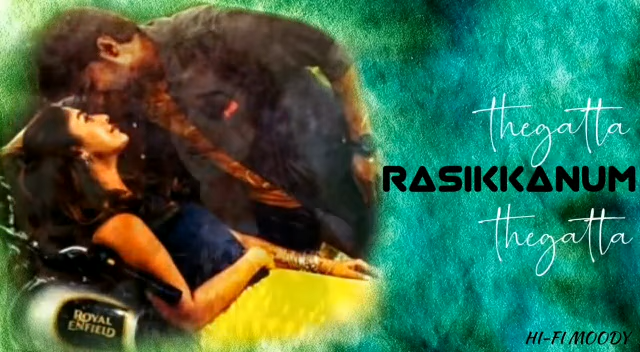 thegatta
RASIKKANUM
thegatta
ROYAL
ENFIELD
HI-FI MOODY